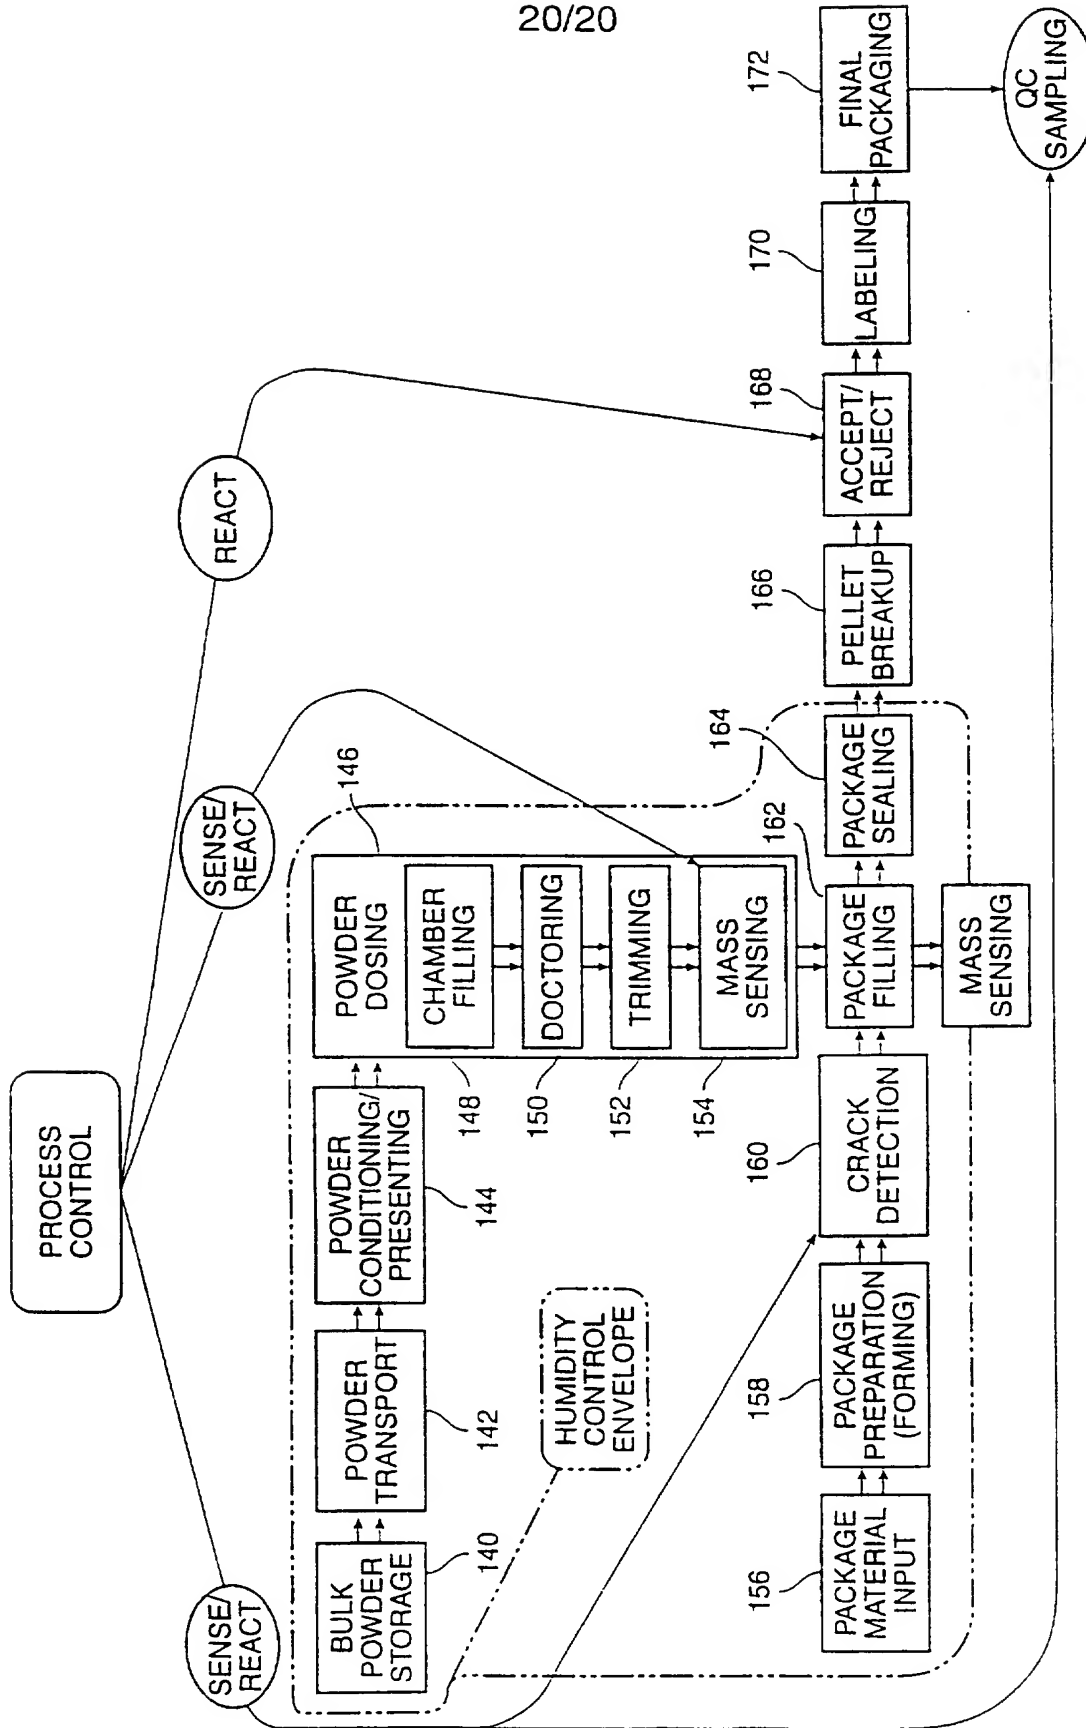 20/20
PROCESS
CONTROL
SENSE/
REACT
SENSE/
REACT
REACT
BULK
POWDER
STORAGE
140
POWDER
TRANSPORT
142
POWDER
CONDITIONING/
PRESENTING
144
146
POWDER
DOSING
CHAMBER
FILLING
148
DOCTORING
150
TRIMMING
152
MASS
SENSING
154
HUMIDITY
CONTROL
ENVELOPE
156
PACKAGE
MATERIAL
INPUT
158
PACKAGE
PREPARATION
(FORMING)
160
CRACK
DETECTION
162
PACKAGE
FILLING
MASS
SENSING
164
PACKAGE
SEALING
166
PELLET
BREAKUP
168
ACCEPT/
REJECT
170
LABELING
172
FINAL
PACKAGING
QC
SAMPLING